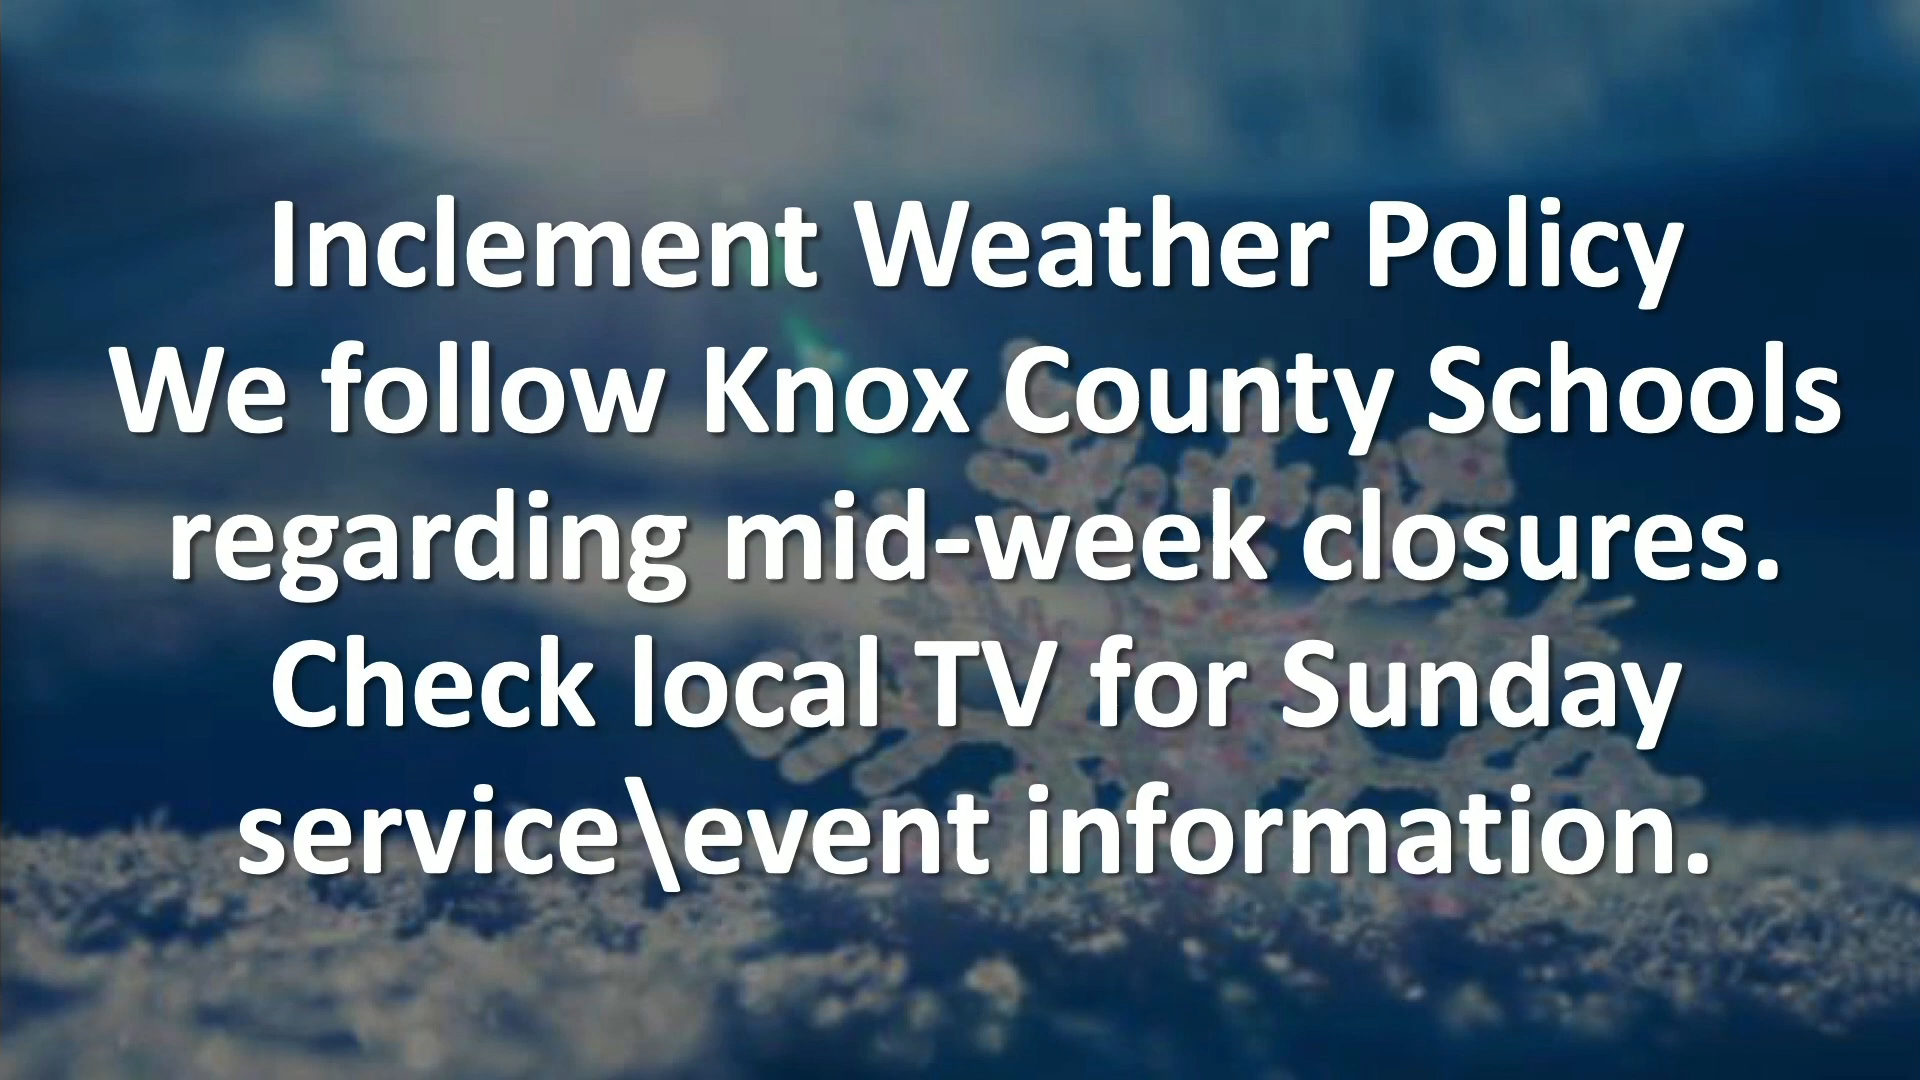 Inclement Weather Policy
We follow Knox County Schools
regarding mid-week closures.
Check local TV for Sunday
service\event information.